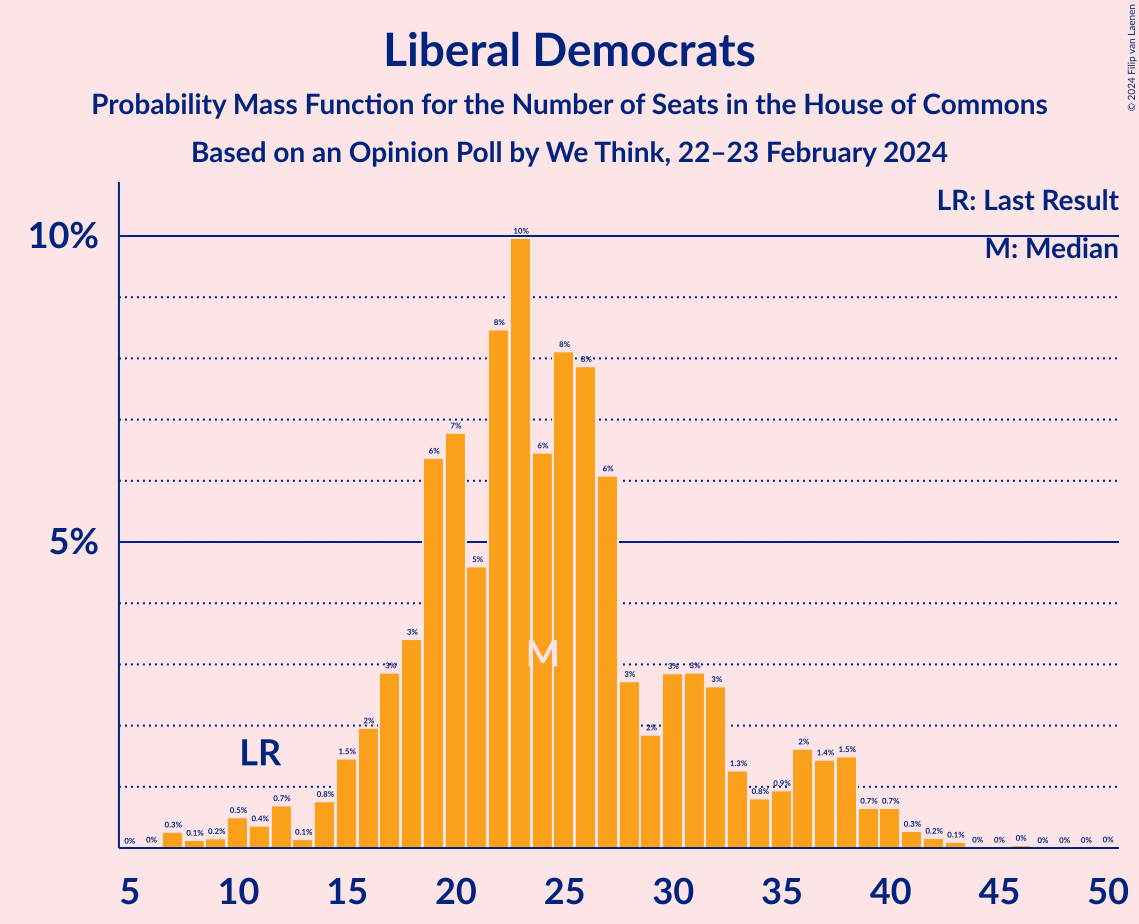 Liberal Democrats
Probability Mass Function for the Number of Seats in the House of Commons
Based on an Opinion Poll by We Think, 22–23 February 2024
© 2024 Filip van Laenen
LR: Last Result
M: Median
10%
5%
0% 0% 0.3% 0.1% 0.2% 0.5% 0.4% 0.7% 0.1% 0.8% 1.5% 2% 3% 3% 6% 7% 5% 8% 10% 6% 8% 8% 6% 3% 2% 3% 3% 3% 1.3% 0.8% 0.9% 2% 1.4% 1.5% 0.7% 0.7% 0.3% 0.2% 0.1% 0% 0% 0% 0% 0% 0% 0%
LR
M
5 10 15 20 25 30 35 40 45 50